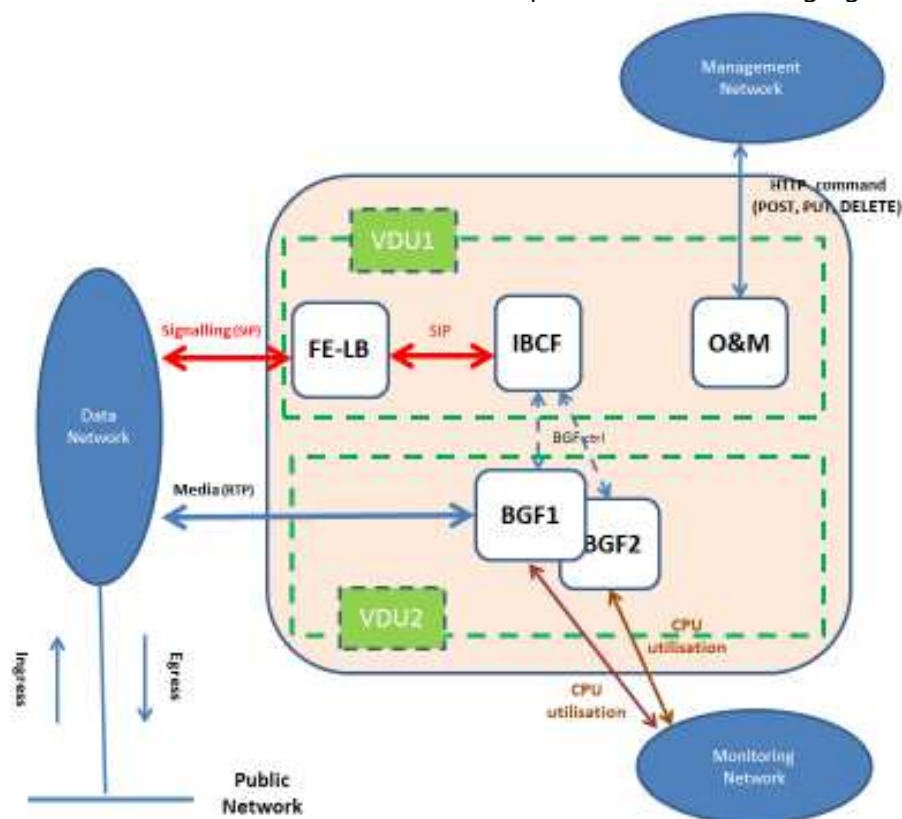 Management
Network
HTTP command
(POST, PUT, DELETE)
VDU1
Signalling (SIP)
FE-LB
SIP
IBCF
O&M
Data
Network
BGF ctrl
Media (RTP)
BGF1
BGF2
VDU2
CPU
utilisation
CPU
utilisation
Ingress
Egress
Monitoring
Network
Public
Network